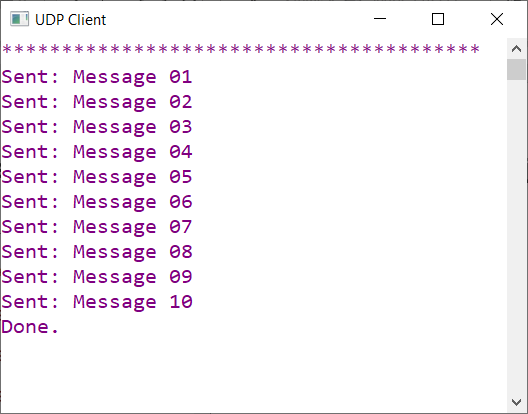 UDP Client
****************************************
Sent: Message 01
Sent: Message 02
Sent: Message 03
Sent: Message 04
Sent: Message 05
Sent: Message 06
Sent: Message 07
Sent: Message 08
Sent: Message 09
Sent: Message 10
Done.